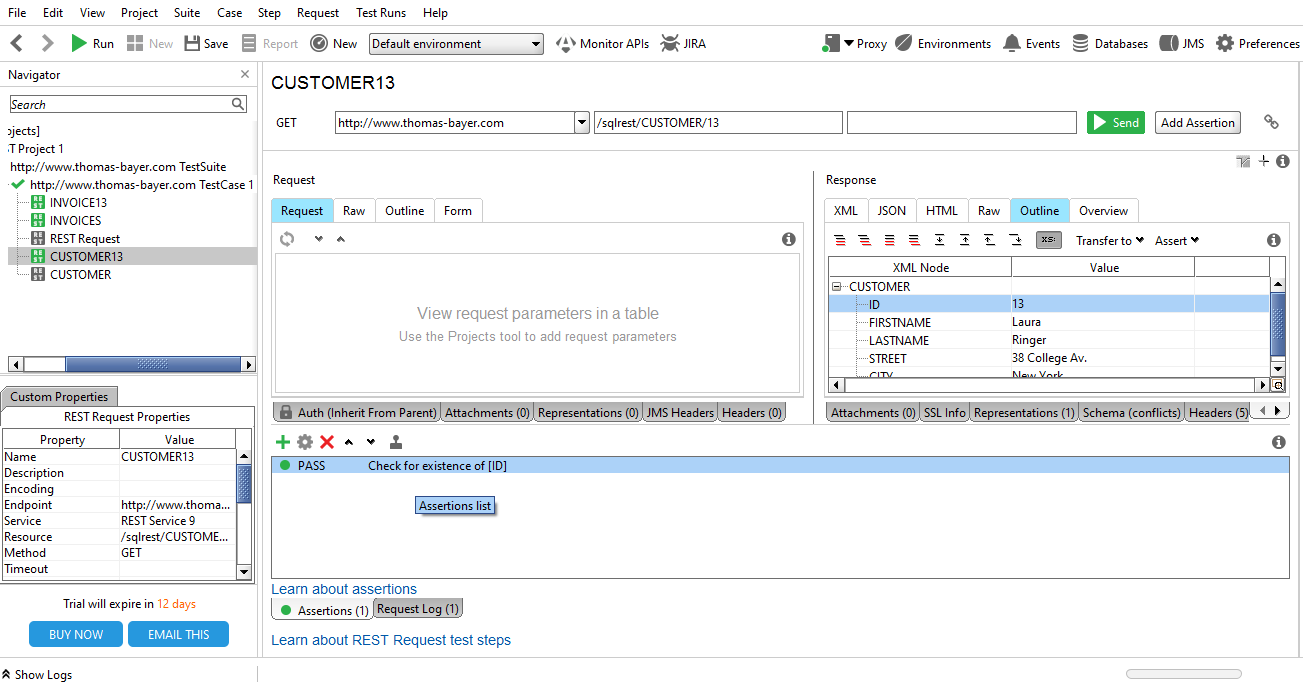 File Edit View Project Suite Case Step Request Test Runs Help
Run New Save Report New Default environment Monitor APIs JIRA Proxy Environments Events Databases JMS Preferences
Navigator
Search
ojects]
T Project 1
http://www.thomas-bayer.com TestSuite
http://www.thomas-bayer.com TestCase 1
REST INVOICE13
REST INVOICES
REST REST Request
REST CUSTOMER13
REST CUSTOMER
Custom Properties
REST Request Properties
Property Value
Name CUSTOMER13
Description
Encoding
Endpoint http://www.thoma...
Service REST Service 9
Resource /sqlrest/CUSTOME...
Method GET
Timeout
Trial will expire in 12 days
BUY NOW EMAIL THIS
Show Logs
CUSTOMER13
GET http://www.thomas-bayer.com /sqlrest/CUSTOMER/13 Send Add Assertion
Request
Request Raw Outline Form
View request parameters in a table
Use the Projects tool to add request parameters
Auth (Inherit From Parent) Attachments (0) Representations (0) JMS Headers Headers (0)
Response
XML JSON HTML Raw Outline Overview
XS: Transfer to Assert
XML Node Value
CUSTOMER
ID 13
FIRSTNAME Laura
LASTNAME Ringer
STREET 38 College Av.
CITY New York
Attachments (0) SSL Info Representations (1) Schema (conflicts) Headers (5)
PASS Check for existence of [ID]
Assertions list
Learn about assertions
Assertions (1) Request Log (1)
Learn about REST Request test steps